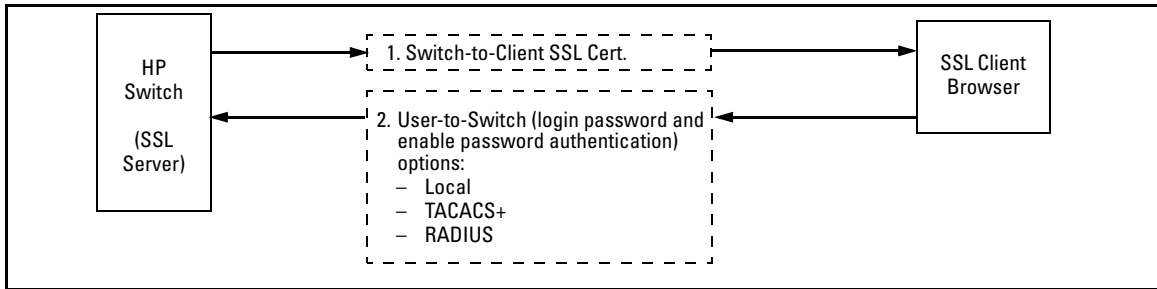 HP
Switch
(SSL
Server)
1. Switch-to-Client SSL Cert.
2. User-to-Switch (login password and
enable password authentication)
options:
– Local
– TACACS+
– RADIUS
SSL Client
Browser